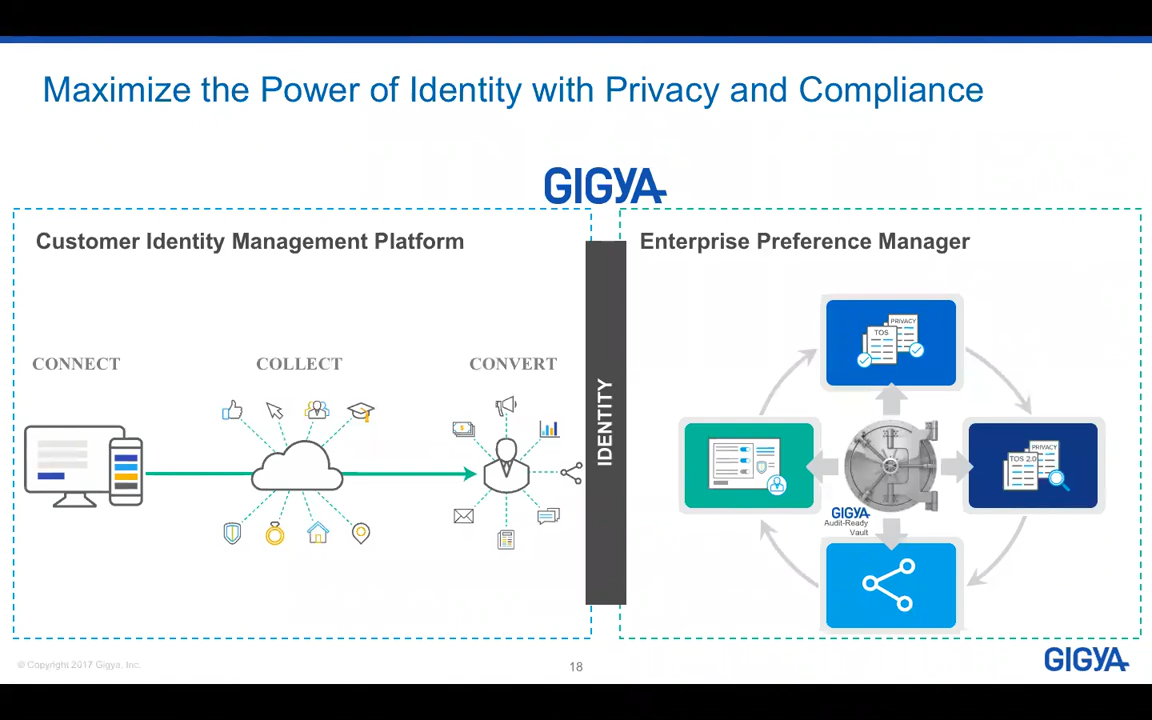 Maximize the Power of Identity with Privacy and Compliance
GIGYA
Customer Identity Management Platform
Enterprise Preference Manager
CONNECT
COLLECT
CONVERT
IDENTITY
PRIVACY
TOS
$
PRIVACY
TOS 2.0
GIGYA
Audit-Ready
Vault
© Copyright 2017 Gigya, Inc.
18
GIGYA